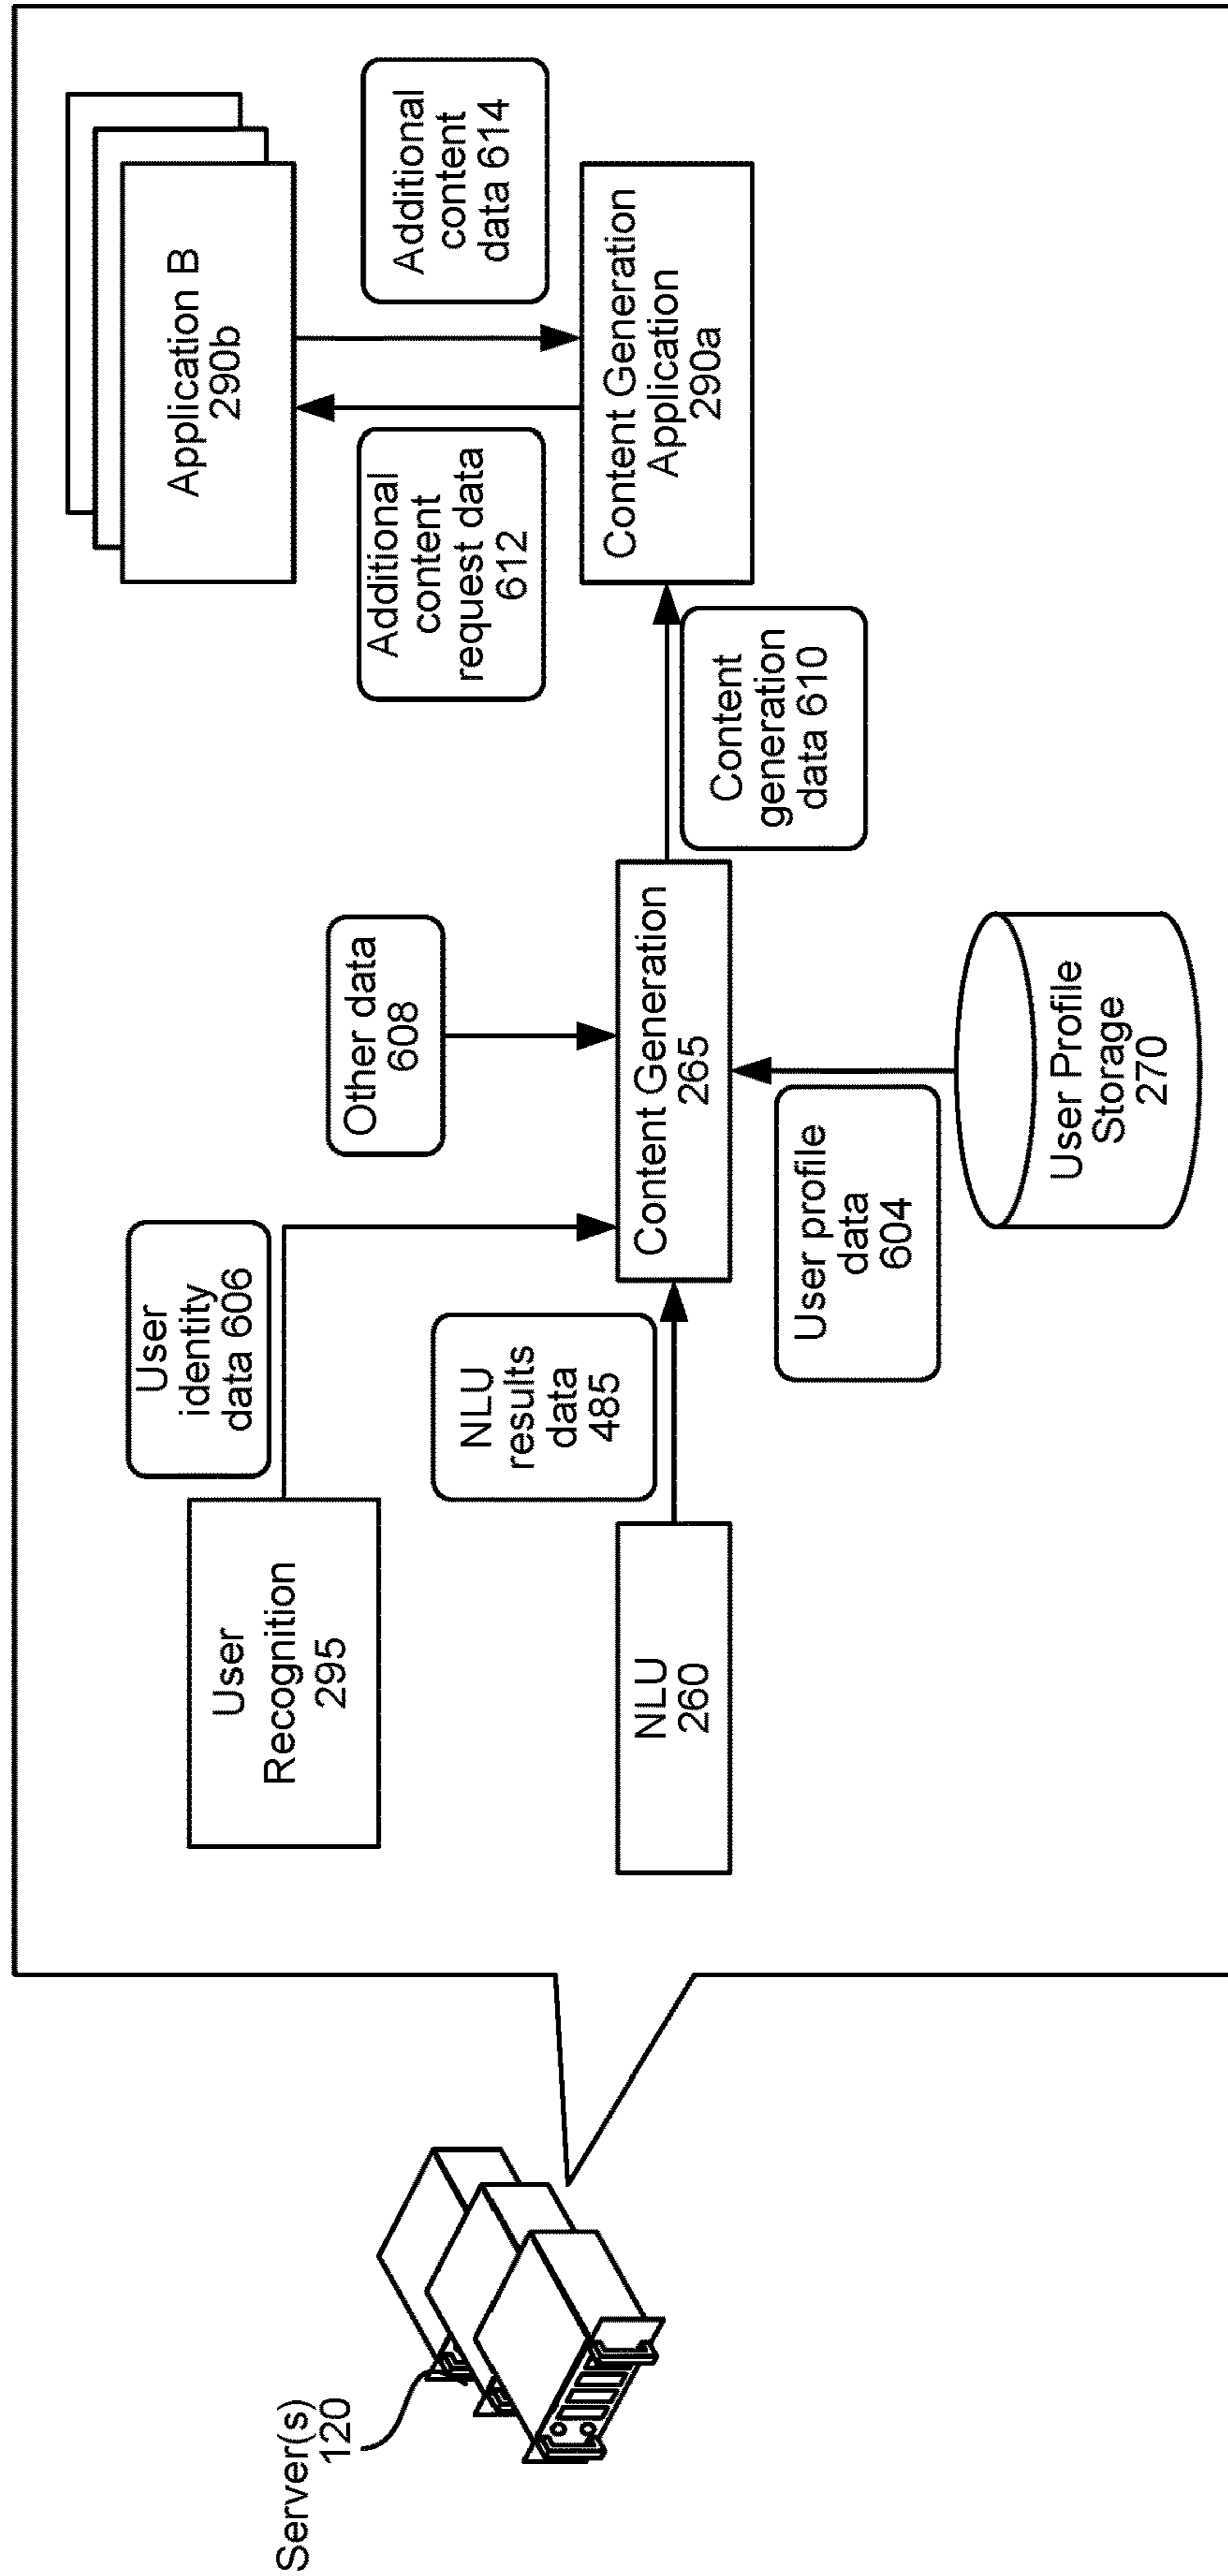 Server(s)
120
User
Recognition
295
User
identity
data 606
NLU
260
NLU
results
data
485
Other data
608
Content Generation
265
User profile
data
604
User Profile
Storage
270
Content
generation
data 610
Content Generation
Application
290a
Additional
content
request data
612
Additional
content
data 614
Application B
290b